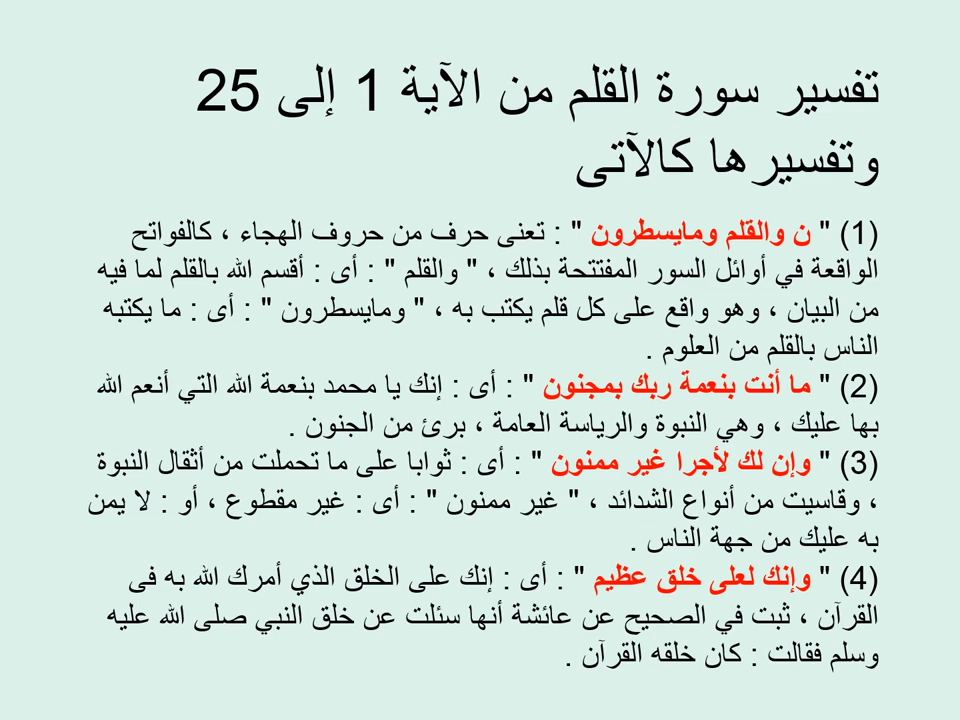 تفسير سورة القلم من الآية 1 إلى 25
وتفسيرها كالآتى
(1) " ن والقلم ومايسطرون " : تعنى حرف من حروف الهجاء ، كالفواتح
الواقعة في أوائل السور المفتتحة بذلك ، " والقلم " : أى : أقسم الله بالقلم لما فيه
من البيان ، وهو واقع على كل قلم يكتب به ، " ومايسطرون " : أى : ما يكتبه
الناس بالقلم من العلوم .
(2) " ما أنت بنعمة ربك بمجنون " : أى : إنك يا محمد بنعمة الله التي أنعم الله
بها عليك ، وهي النبوة والرياسة العامة ، برئ من الجنون .
(3) " وإن لك لأجرا غير ممنون " : أى : ثوابا على ما تحملت من أثقال النبوة
، وقاسيت من أنواع الشدائد ، " غير ممنون " : أى : غير مقطوع ، أو : لا يمن
به عليك من جهة الناس .
(4) " وإنك لعلى خلق عظيم " : أى : إنك على الخلق الذي أمرك الله به فى
القرآن ، ثبت في الصحيح عن عائشة أنها سئلت عن خلق النبي صلى الله عليه
وسلم فقالت : كان خلقه القرآن .